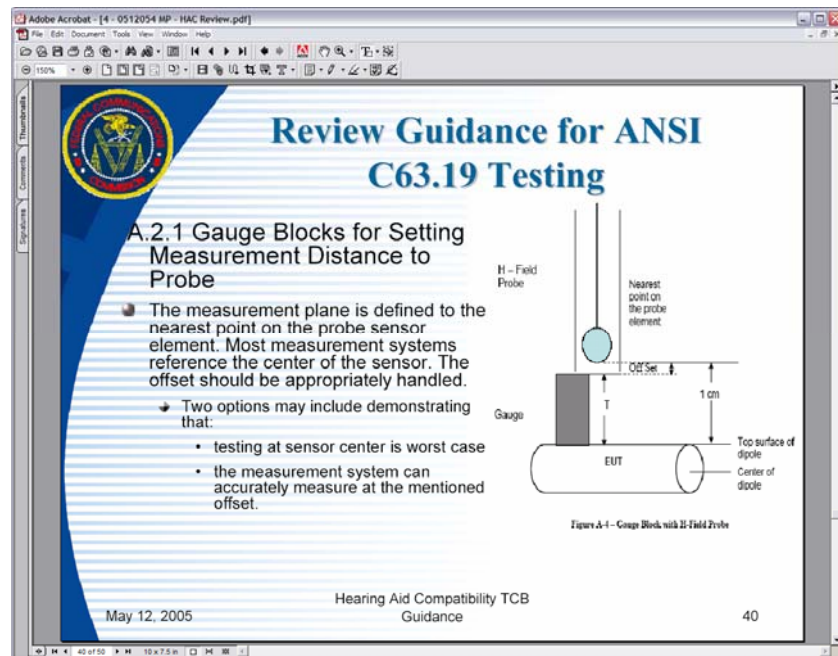 Adobe Acrobat - [4 - 0512054 MP - HAC Review.pdf]
File Edit Document Tools View Window Help
150%
Thumbnails
Comments
Signatures
FEDERAL COMMUNICATIONS
COMMISSION
Review Guidance for ANSI
C63.19 Testing
A.2.1 Gauge Blocks for Setting
Measurement Distance to
Probe
The measurement plane is defined to the
nearest point on the probe sensor
element. Most measurement systems
reference the center of the sensor. The
offset should be appropriately handled.
Two options may include demonstrating
that:
• testing at sensor center is worst case
• the measurement system can
accurately measure at the mentioned
offset.
H – Field
Probe
Nearest
point on
the probe
element
Off Set
1 cm
T
Gauge
EUT
Top surface of
dipole
Center of
dipole
Figure A-4 – Gauge Block with H-Field Probe
May 12, 2005
Hearing Aid Compatibility TCB
Guidance
40
40 of 50
10 x 7.5 in